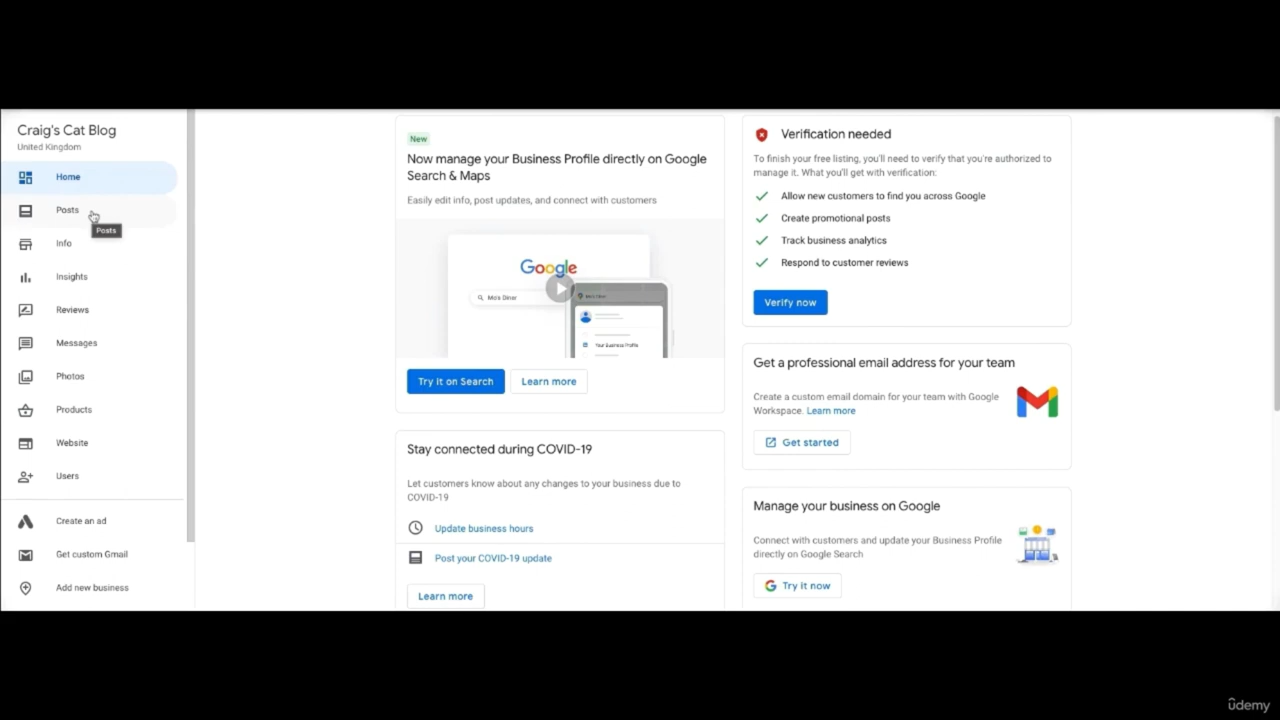 Craig's Cat Blog
United Kingdom
Home
Posts
Posts
Info
Insights
Reviews
Messages
Photos
Products
Website
Users
Create an ad
Get custom Gmail
Add new business
New
Now manage your Business Profile directly on Google
Search & Maps
Easily edit info, post updates, and connect with customers
Google
Mo's Diner
Mo's Diner
Your Business Profile
Try it on Search
Learn more
Stay connected during COVID-19
Let customers know about any changes to your business due to
COVID-19
Update business hours
Post your COVID-19 update
Learn more
Verification needed
To finish your free listing, you'll need to verify that you're authorized to
manage it. What you'll get with verification:
Allow new customers to find you across Google
Create promotional posts
Track business analytics
Respond to customer reviews
Verify now
Get a professional email address for your team
Create a custom email domain for your team with Google
Workspace. Learn more
Get started
Manage your business on Google
Connect with customers and update your Business Profile
directly on Google Search
Try it now
ûdemy